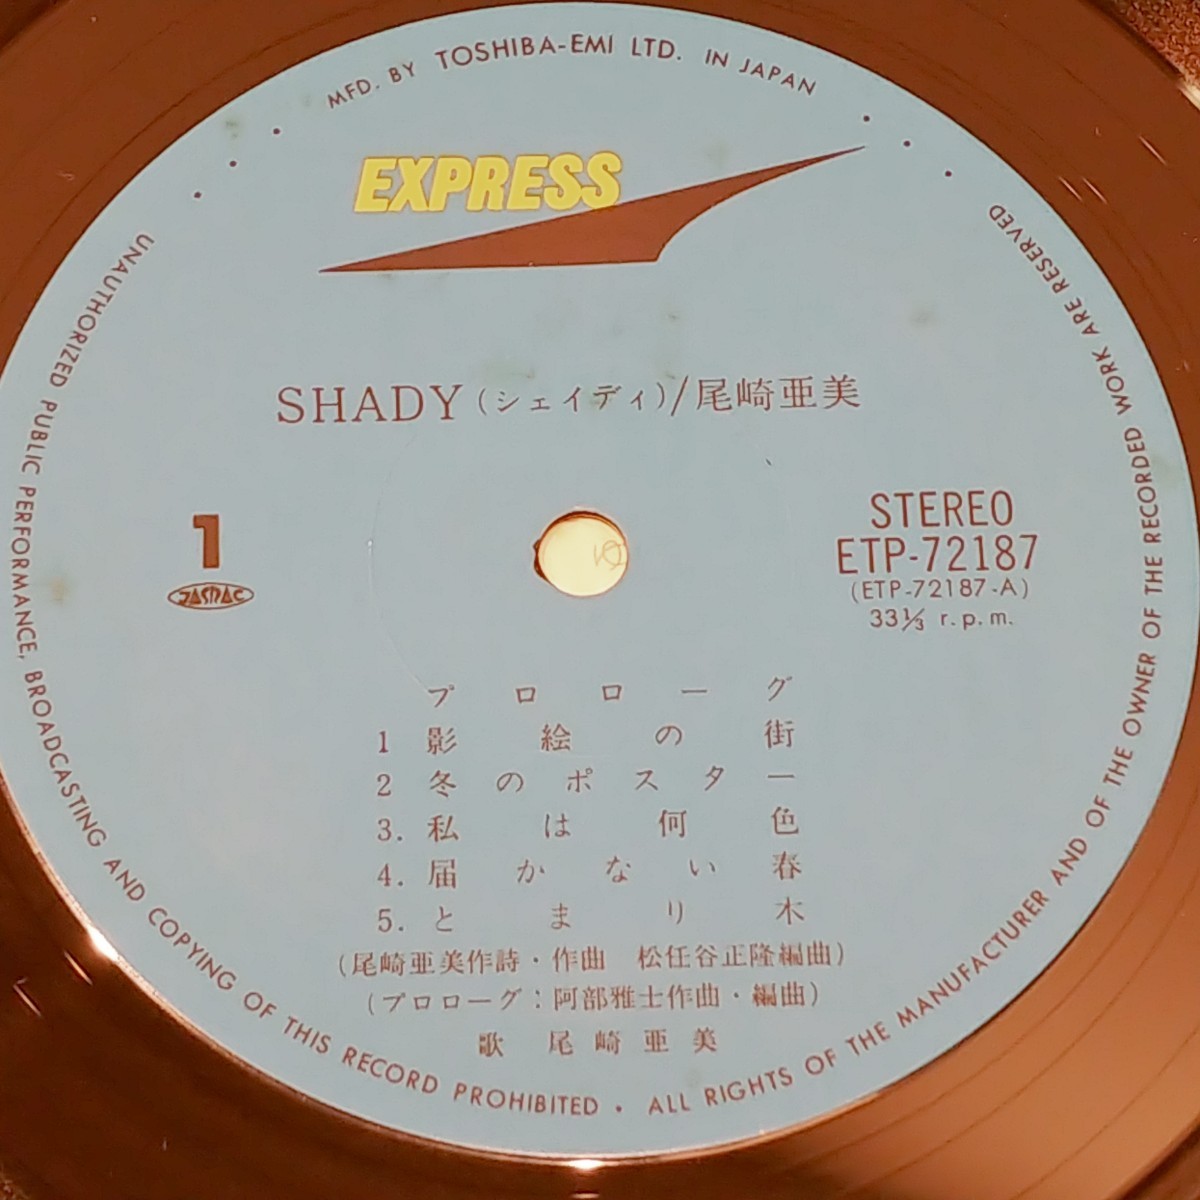 MFD. BY TOSHIBA-EMI LTD. IN JAPAN
EXPRESS
SHADY (シェイディ)/尾崎亜美
1
JASRAC
STEREO
ETP-72187
(ETP-72187-A)
33⅓ r.p.m.
プロローグ
1 影絵の街
2 冬のポスター
3. 私は何色
4. 届かない春
5. とまり木
(尾崎亜美作詩・作曲 松任谷正隆編曲)
(プロローグ:阿部雅士作曲・編曲)
歌 尾崎亜美
UNAUTHORIZED PUBLIC PERFORMANCE, BROADCASTING AND COPYING OF THIS RECORD PROHIBITED • ALL RIGHTS OF THE MANUFACTURER AND OF THE OWNER OF THE RECORDED WORK ARE RESERVED